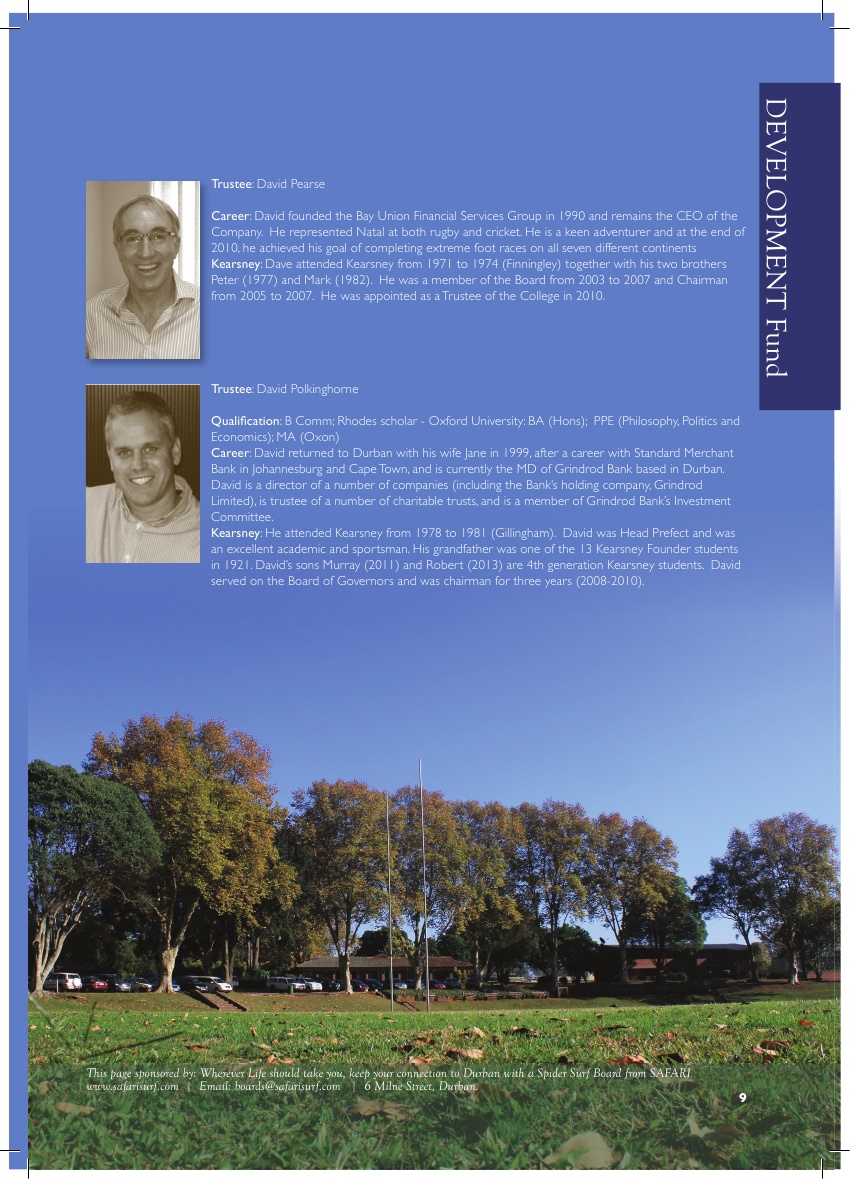 DEVELOPMENT Fund
Trustee: David Pearse
Career: David founded the Bay Union Financial Services Group in 1990 and remains the CEO of the
Company.  He represented Natal at both rugby and cricket. He is a keen adventurer and at the end of
2010, he achieved his goal of completing extreme foot races on all seven different continents
Kearsney: Dave attended Kearsney from 1971 to 1974 (Finningley) together with his two brothers
Peter (1977) and Mark (1982).  He was a member of the Board from 2003 to 2007 and Chairman
from 2005 to 2007.  He was appointed as a Trustee of the College in 2010.
Trustee: David Polkinghorne
Qualification: B Comm; Rhodes scholar - Oxford University: BA (Hons);  PPE (Philosophy, Politics and
Economics); MA (Oxon)
Career: David returned to Durban with his wife Jane in 1999, after a career with Standard Merchant
Bank in Johannesburg and Cape Town, and is currently the MD of Grindrod Bank based in Durban.
David is a director of a number of companies (including the Bank's holding company, Grindrod
Limited), is trustee of a number of charitable trusts, and is a member of Grindrod Bank's Investment
Committee.
Kearsney: He attended Kearsney from 1978 to 1981 (Gillingham).  David was Head Prefect and was
an excellent academic and sportsman. His grandfather was one of the 13 Kearsney Founder students
in 1921. David's sons Murray (2011) and Robert (2013) are 4th generation Kearsney students.  David
served on the Board of Governors and was chairman for three years (2008-2010).
This page sponsored by: Wherever Life should take you, keep your connection to Durban with a Spider Surf Board from SAFARI
www.safarisurf.com | Email: boards@safarisurf.com | 6 Milne Street, Durban.
9